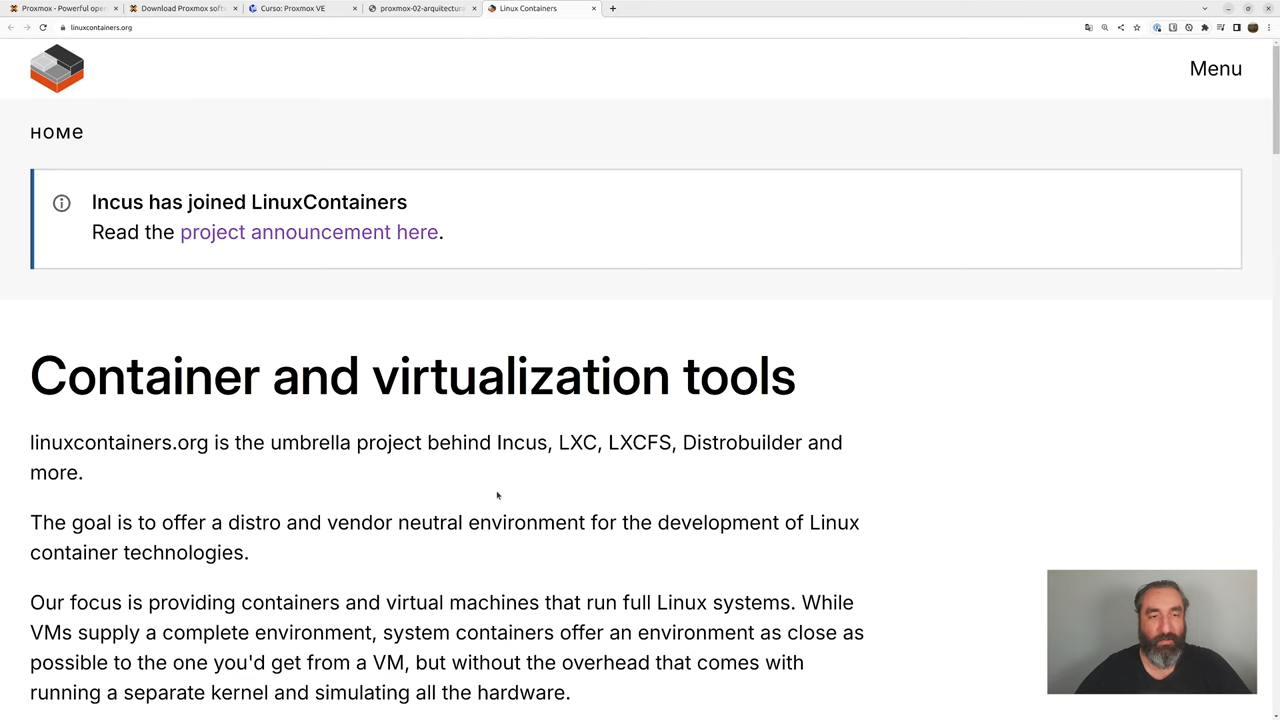 Proxmox - Powerful open
Download Proxmox soft
Curso: Proxmox VE
proxmox-02-arquitectura
Linux Containers
linuxcontainers.org
Menu
HOME
Incus has joined LinuxContainers
Read the project announcement here.
Container and virtualization tools
linuxcontainers.org is the umbrella project behind Incus, LXC, LXCFS, Distrobuilder and
more.
The goal is to offer a distro and vendor neutral environment for the development of Linux
container technologies.
Our focus is providing containers and virtual machines that run full Linux systems. While
VMs supply a complete environment, system containers offer an environment as close as
possible to the one you'd get from a VM, but without the overhead that comes with
running a separate kernel and simulating all the hardware.